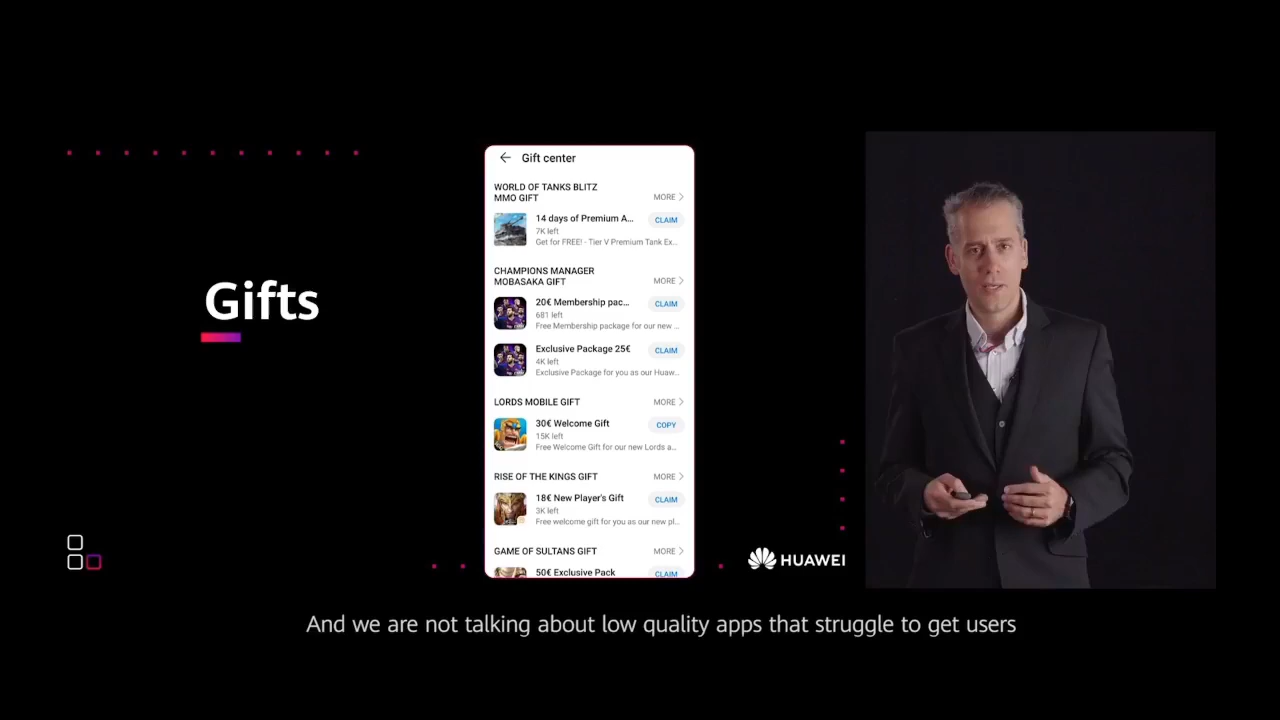 Gifts
Gift center
WORLD OF TANKS BLITZ
MMO GIFT
MORE
14 days of Premium A...
CLAIM
7K left
Get for FREE! - Tier V Premium Tank Ex...
CHAMPIONS MANAGER
MOBASAKA GIFT
MORE
20€ Membership pac...
CLAIM
681 left
Free Membership package for our new ...
Exclusive Package 25€
CLAIM
4K left
Exclusive Package for you as our Huaw...
LORDS MOBILE GIFT
MORE
30€ Welcome Gift
COPY
15K left
Free Welcome Gift for our new Lords a...
RISE OF THE KINGS GIFT
MORE
18€ New Player's Gift
CLAIM
3K left
Free welcome gift for you as our new pl...
GAME OF SULTANS GIFT
MORE
50€ Exclusive Pack
CLAIM
HUAWEI
And we are not talking about low quality apps that struggle to get users